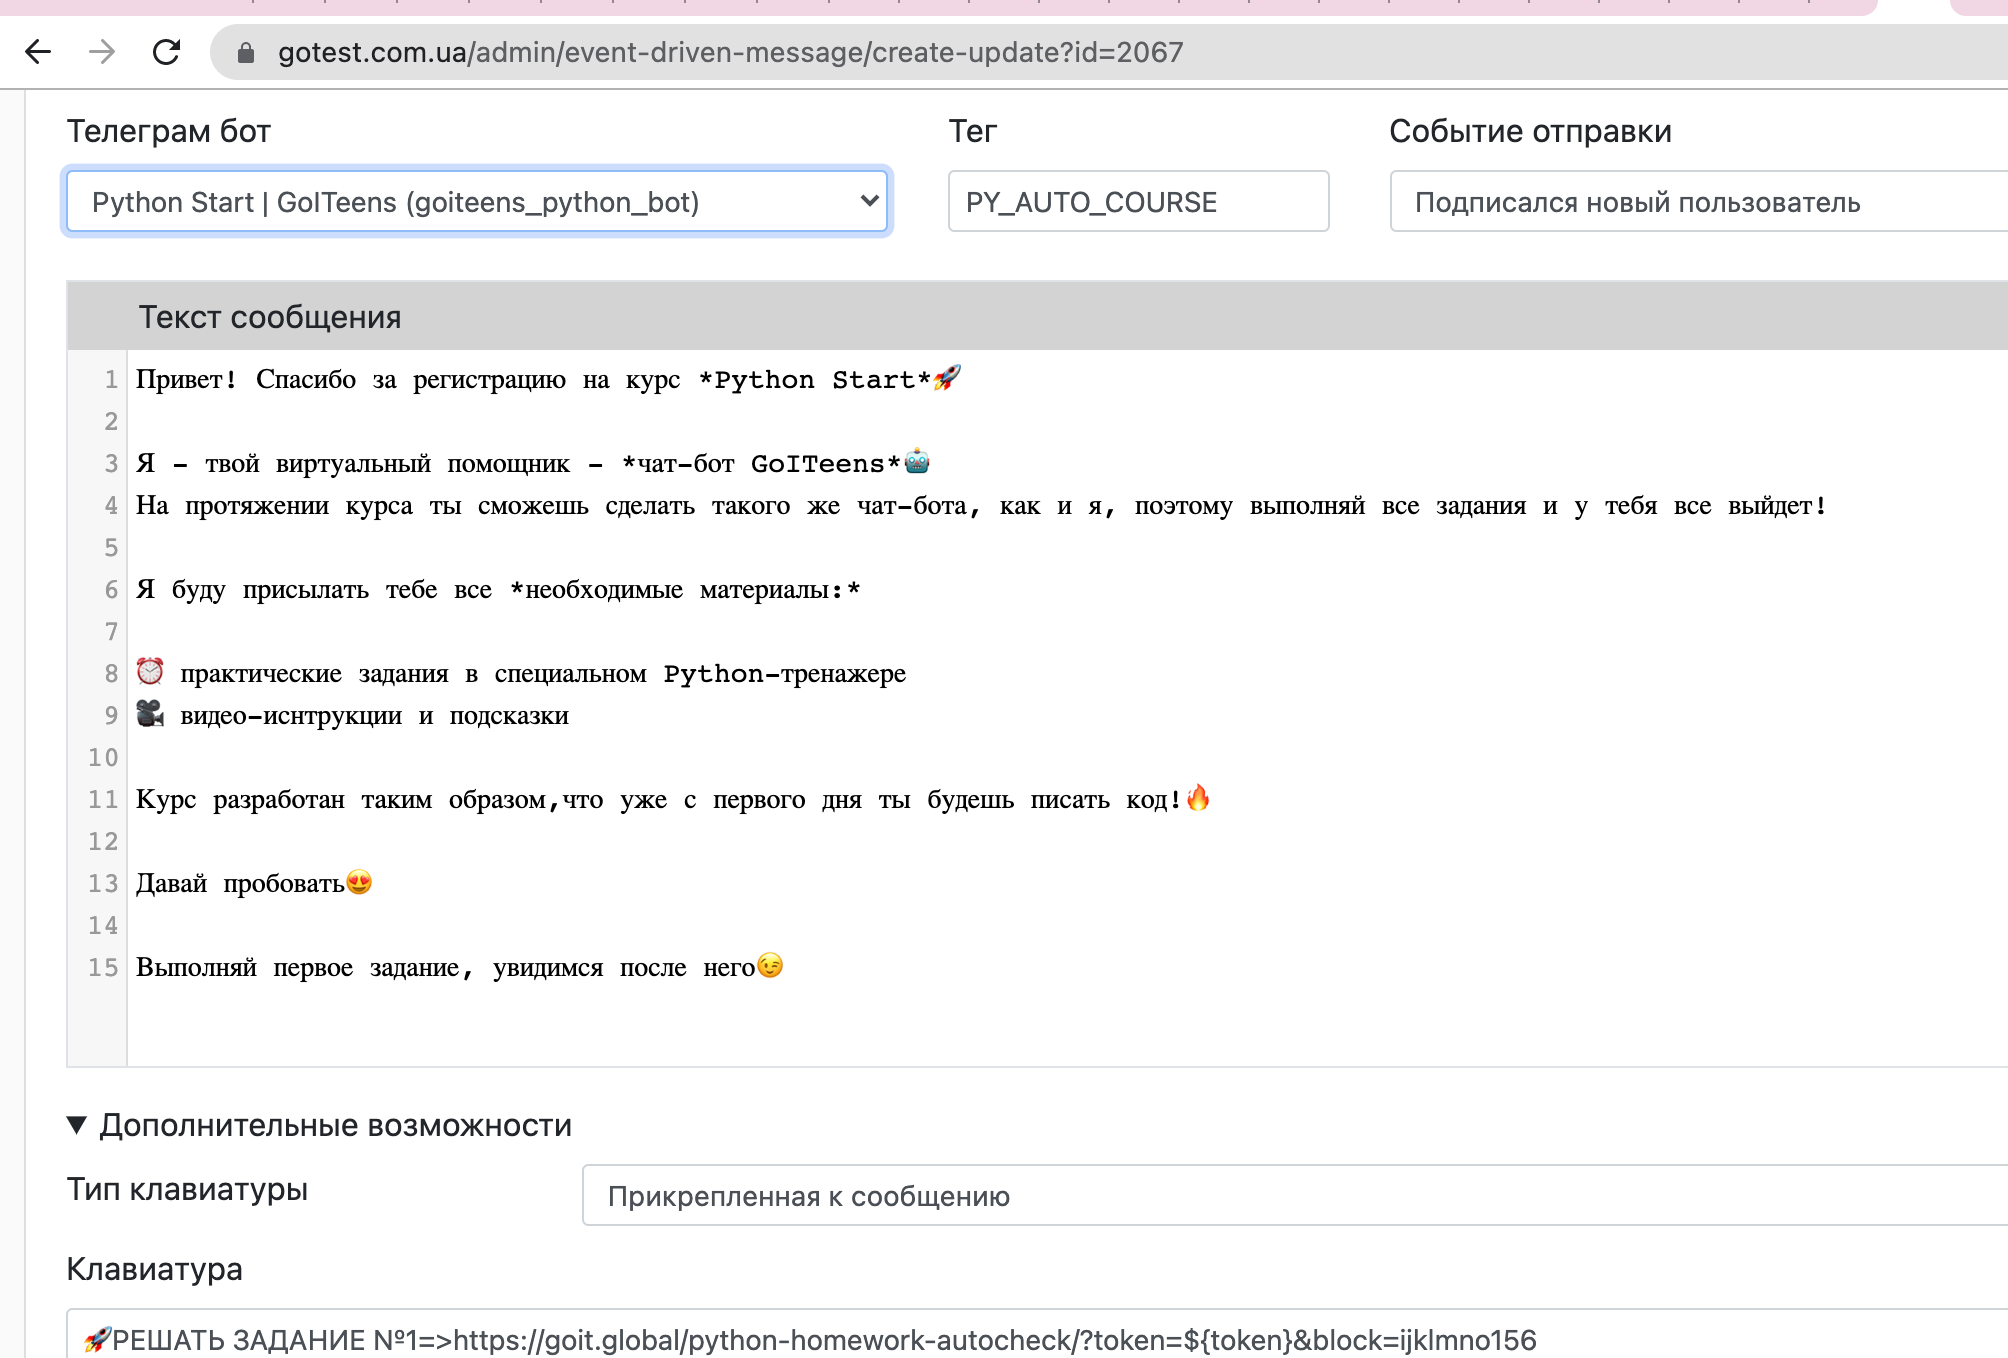 gotest.com.ua/admin/event-driven-message/create-update?id=2067
Телеграм бот
Тег
Событие отправки
Python Start | GoITeens (goiteens_python_bot)
PY_AUTO_COURSE
Подписался новый пользователь
Текст сообщения
1 Привет! Спасибо за регистрацию на курс *Python Start*🚀
2
3 Я – твой виртуальный помощник – *чат-бот GoITeens*🤖
4 На протяжении курса ты сможешь сделать такого же чат-бота, как и я, поэтому выполняй все задания и у тебя все выйдет!
5
6 Я буду присылать тебе все *необходимые материалы:*
7
8 ⏰ практические задания в специальном Python-тренажере
9 🎥 видео-иснтрукции и подсказки
10
11 Курс разработан таким образом,что уже с первого дня ты будешь писать код!🔥
12
13 Давай пробовать😍
14
15 Выполняй первое задание, увидимся после него😉
▼ Дополнительные возможности
Тип клавиатуры
Прикрепленная к сообщению
Клавиатура
🚀РЕШАТЬ ЗАДАНИЕ №1=>https://goit.global/python-homework-autocheck/?token=${token}&block=ijklmno156